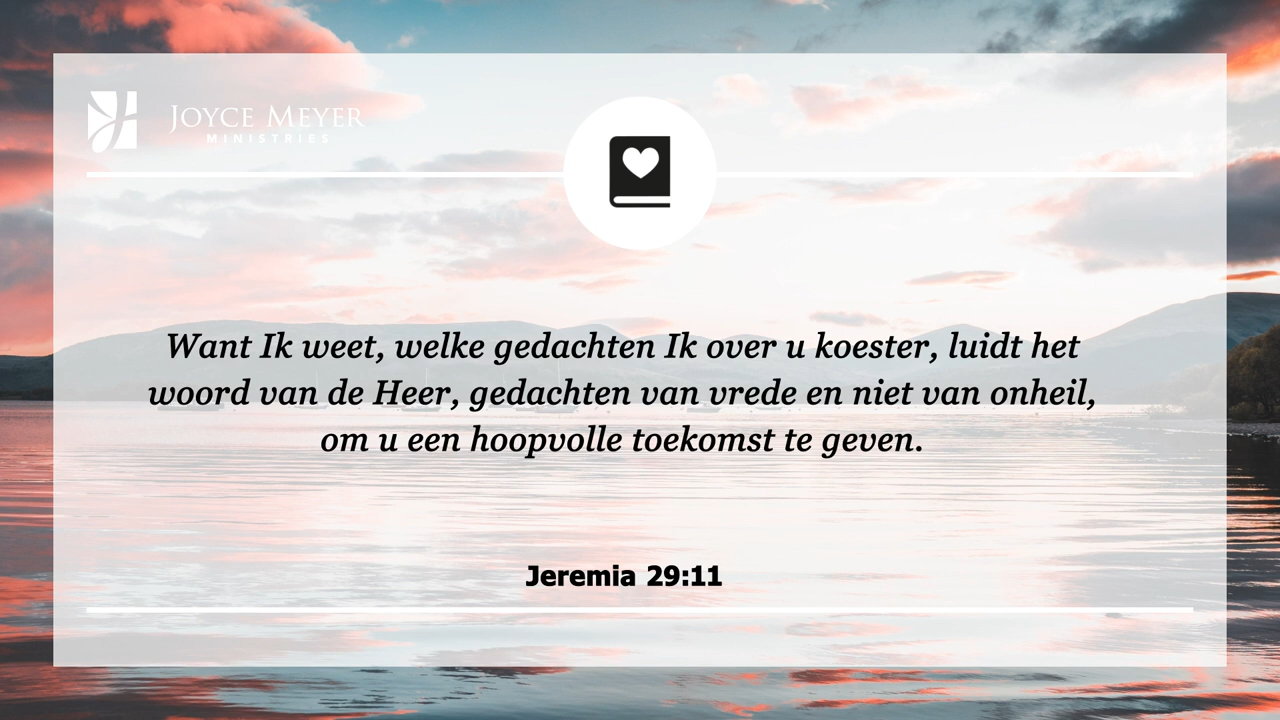 JOYCE MEYER
MINISTRIES
Want Ik weet, welke gedachten Ik over u koester, luidt het
woord van de Heer, gedachten van vrede en niet van onheil,
om u een hoopvolle toekomst te geven.
Jeremia 29:11